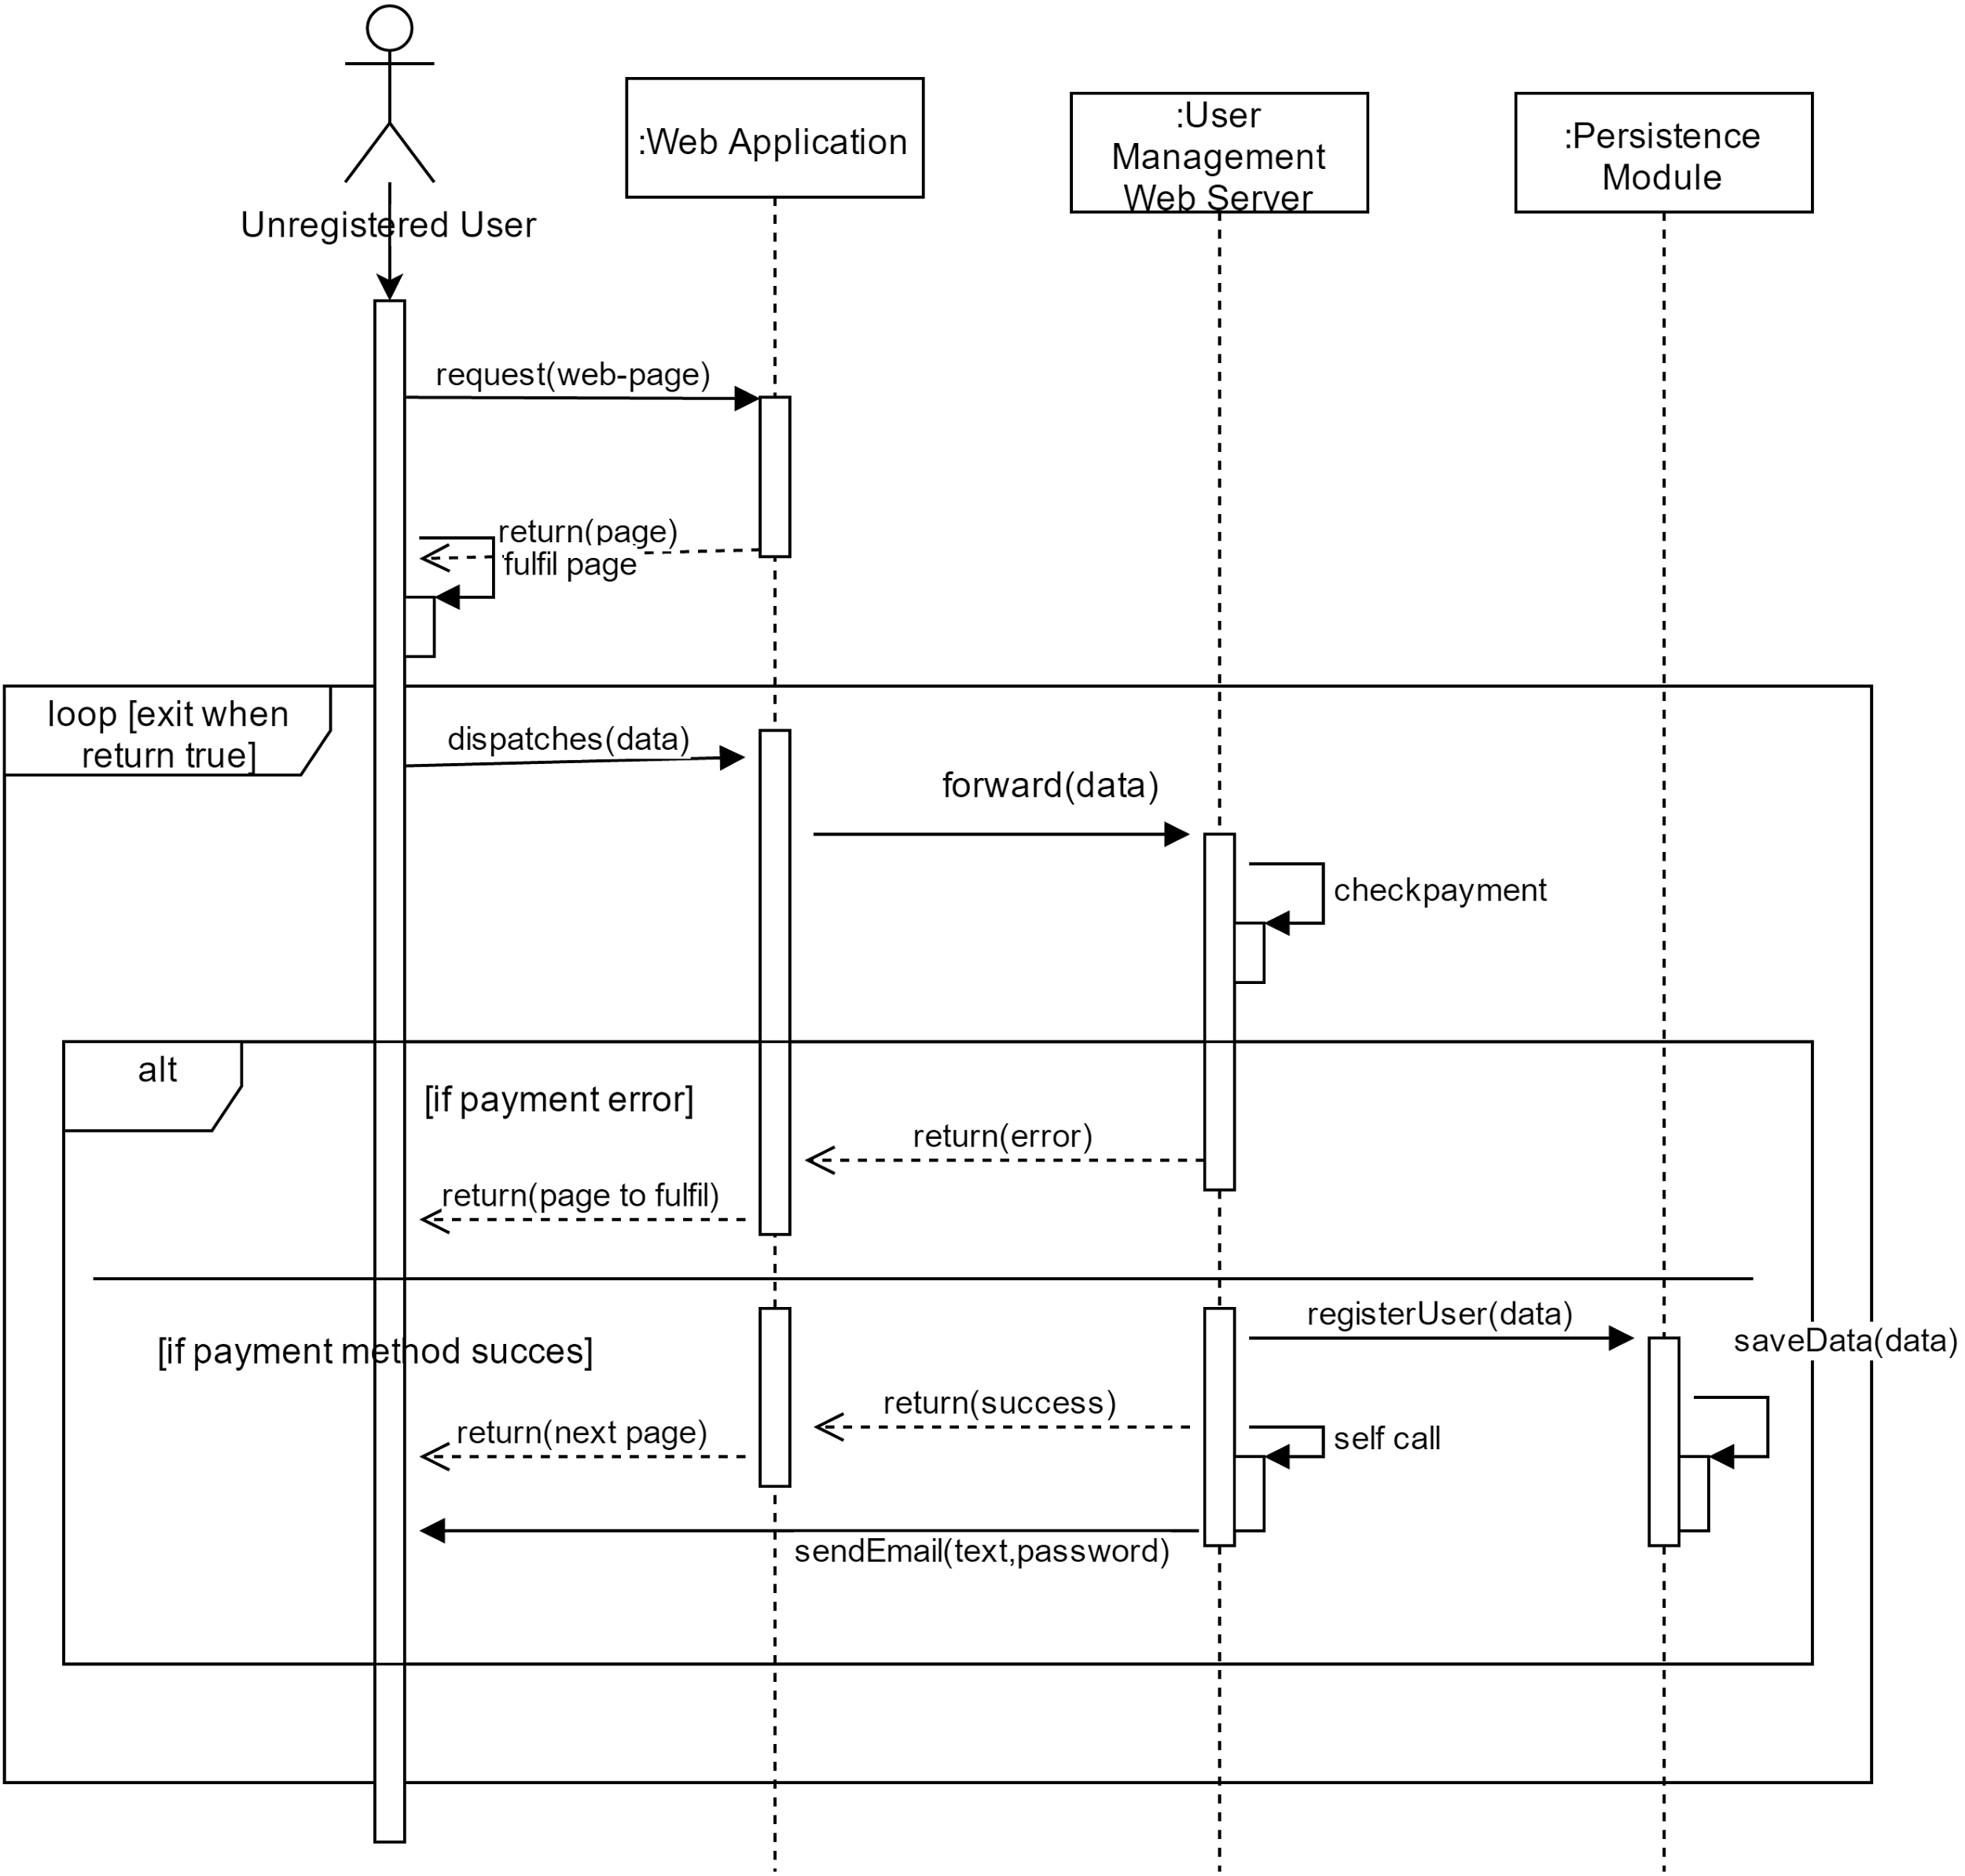 :User
:Web Application
Management
Web Server
:Persistence
Module
Unregistered User
request(web-page)
return(page)
fulfil page
loop [exit when
return true]
dispatches(data)
forward(data)
checkpayment
alt
[if payment error]
return(error)
return(page to fulfil)
registerUser(data)
saveData(data)
[if payment method succes]
return(success)
return(next page)
self call
sendEmail(text,password)